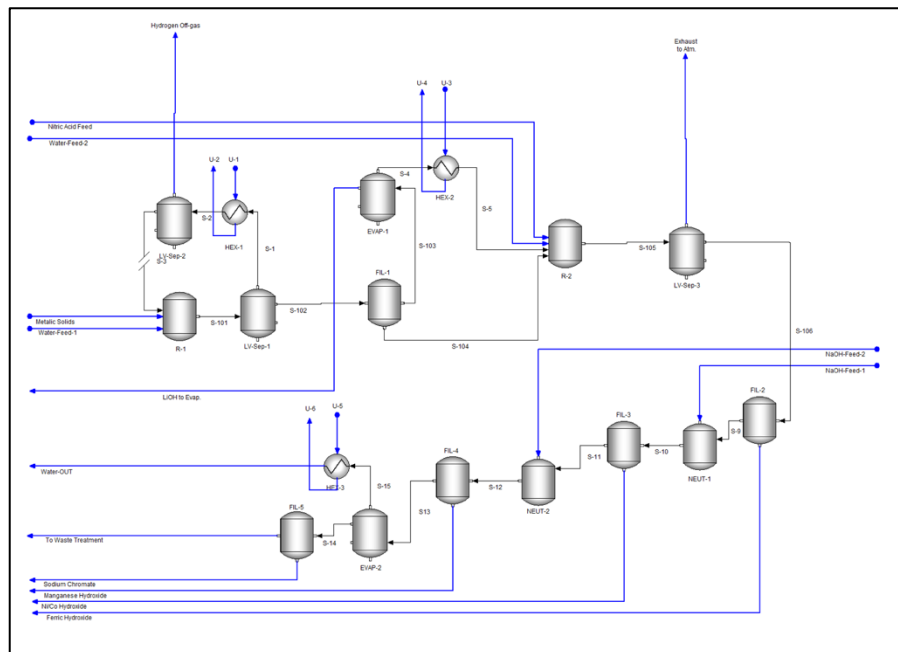 Hydrogen Off-gas
Exhaust
to Atm.
U-4
U-3
Nitric Acid Feed
Water-Feed-2
U-2
U-1
S-4
HEX-2
S-5
S-2
EVAP-1
HEX-1
S-1
S-103
S-105
LV-Sep-2
S-3
R-2
LV-Sep-3
FIL-1
S-102
Metalic Solids
Water-Feed-1
S-101
R-1
LV-Sep-1
S-104
S-106
NaOH-Feed-2
NaOH-Feed-1
LiOH to Evap.
FIL-2
U-6
U-5
FIL-3
S-9
S-10
S-11
FIL-4
NEUT-1
Water-OUT
HEX-3
S-15
S-12
NEUT-2
FIL-5
S13
To Waste Treatment
S-14
EVAP-2
Sodium Chromate
Manganese Hydroxide
Ni/Co Hydroxide
Ferric Hydroxide